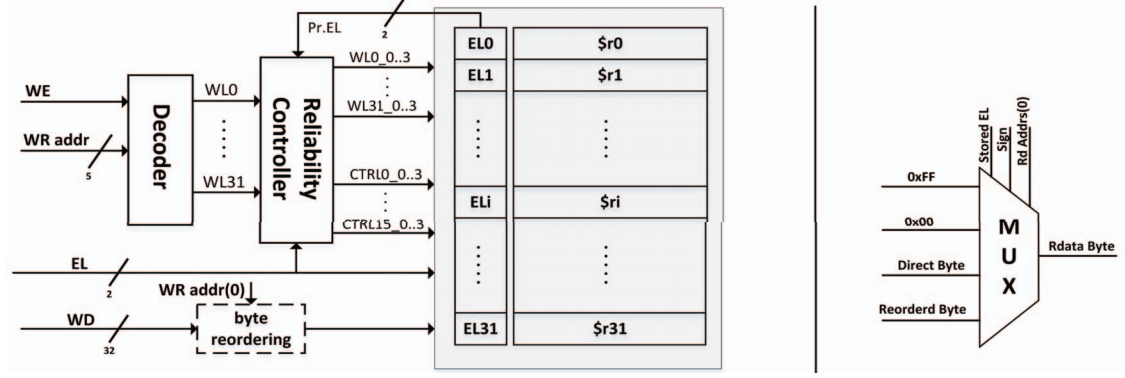 Pr.EL
2
EL0
$r0
EL1
$r1
WE
WR addr
5
Decoder
WL0
WL31
Reliability
Controller
WL0_0..3
WL31_0..3
CTRL0_0..3
CTRL15_0..3
ELi
$ri
EL
2
WR addr(0)
WD
32
byte
reordering
EL31
$r31
Stored EL
Sign
Rd Addrs(0)
0xFF
0x00
Direct Byte
Reorderd Byte
MUX
Rdata Byte